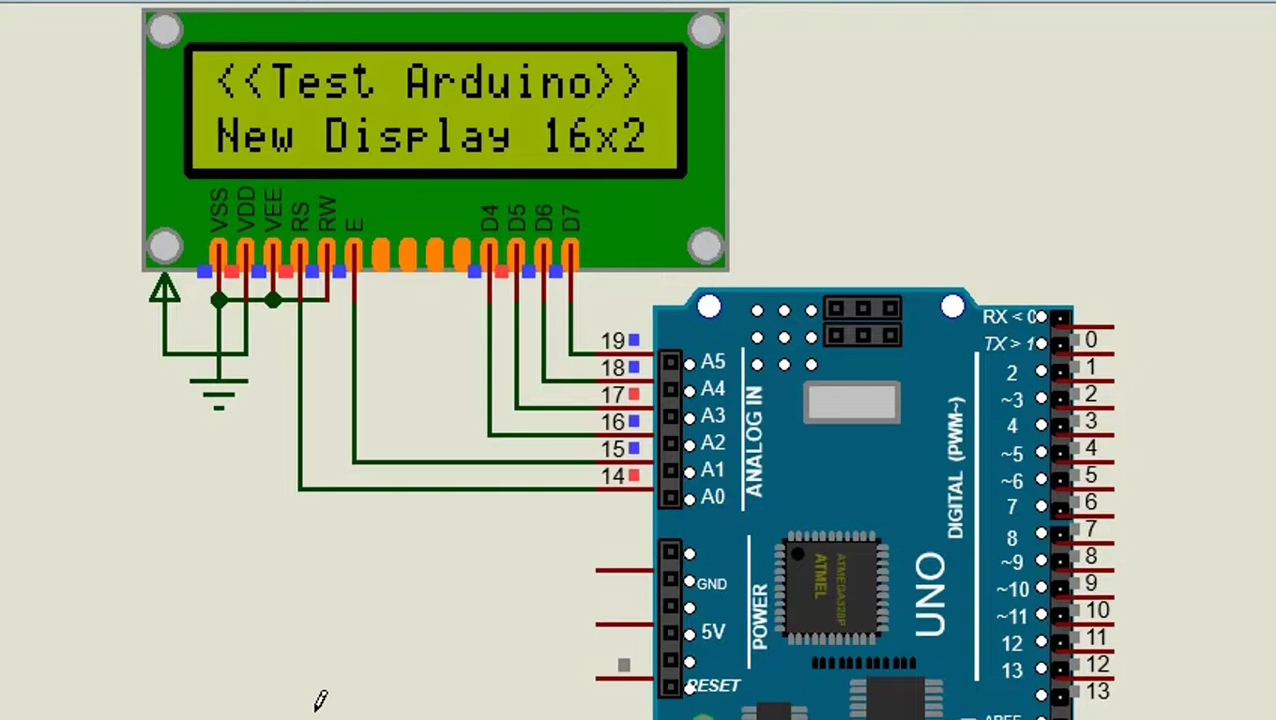 <<Test Arduino>>
New Display 16x2
VSS VDD VEE RS RW E D4 D5 D6 D7
19 A5
18 A4
17 A3
16 A2
15 A1
14 A0
ANALOG IN
GND
5V
RESET
POWER
ATMEL
ATMEGA328P
UNO
DIGITAL (PWM~)
RX < 0 0
TX > 1 1
2 2
~3 3
4 4
~5 5
~6 6
7 7
8 8
~9 9
~10 10
~11 11
12 12
13 13
AREF